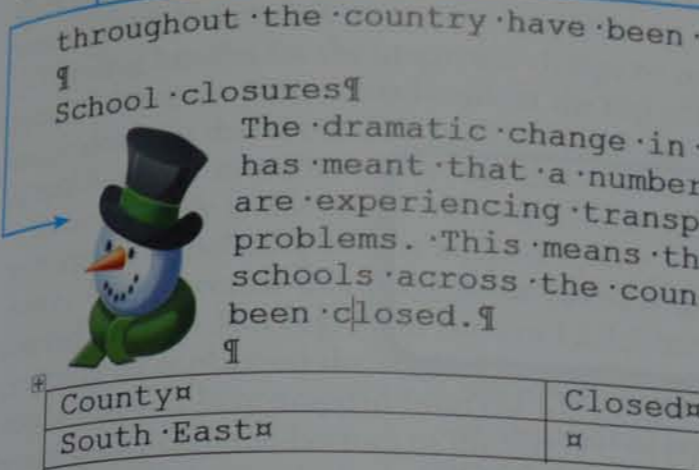 throughout the country have been
¶
School closures¶
The dramatic change in
has meant that a number
are experiencing transp
problems. This means th
schools across the coun
been closed.¶
¶
County¤ Closed¤
South East¤ ¤